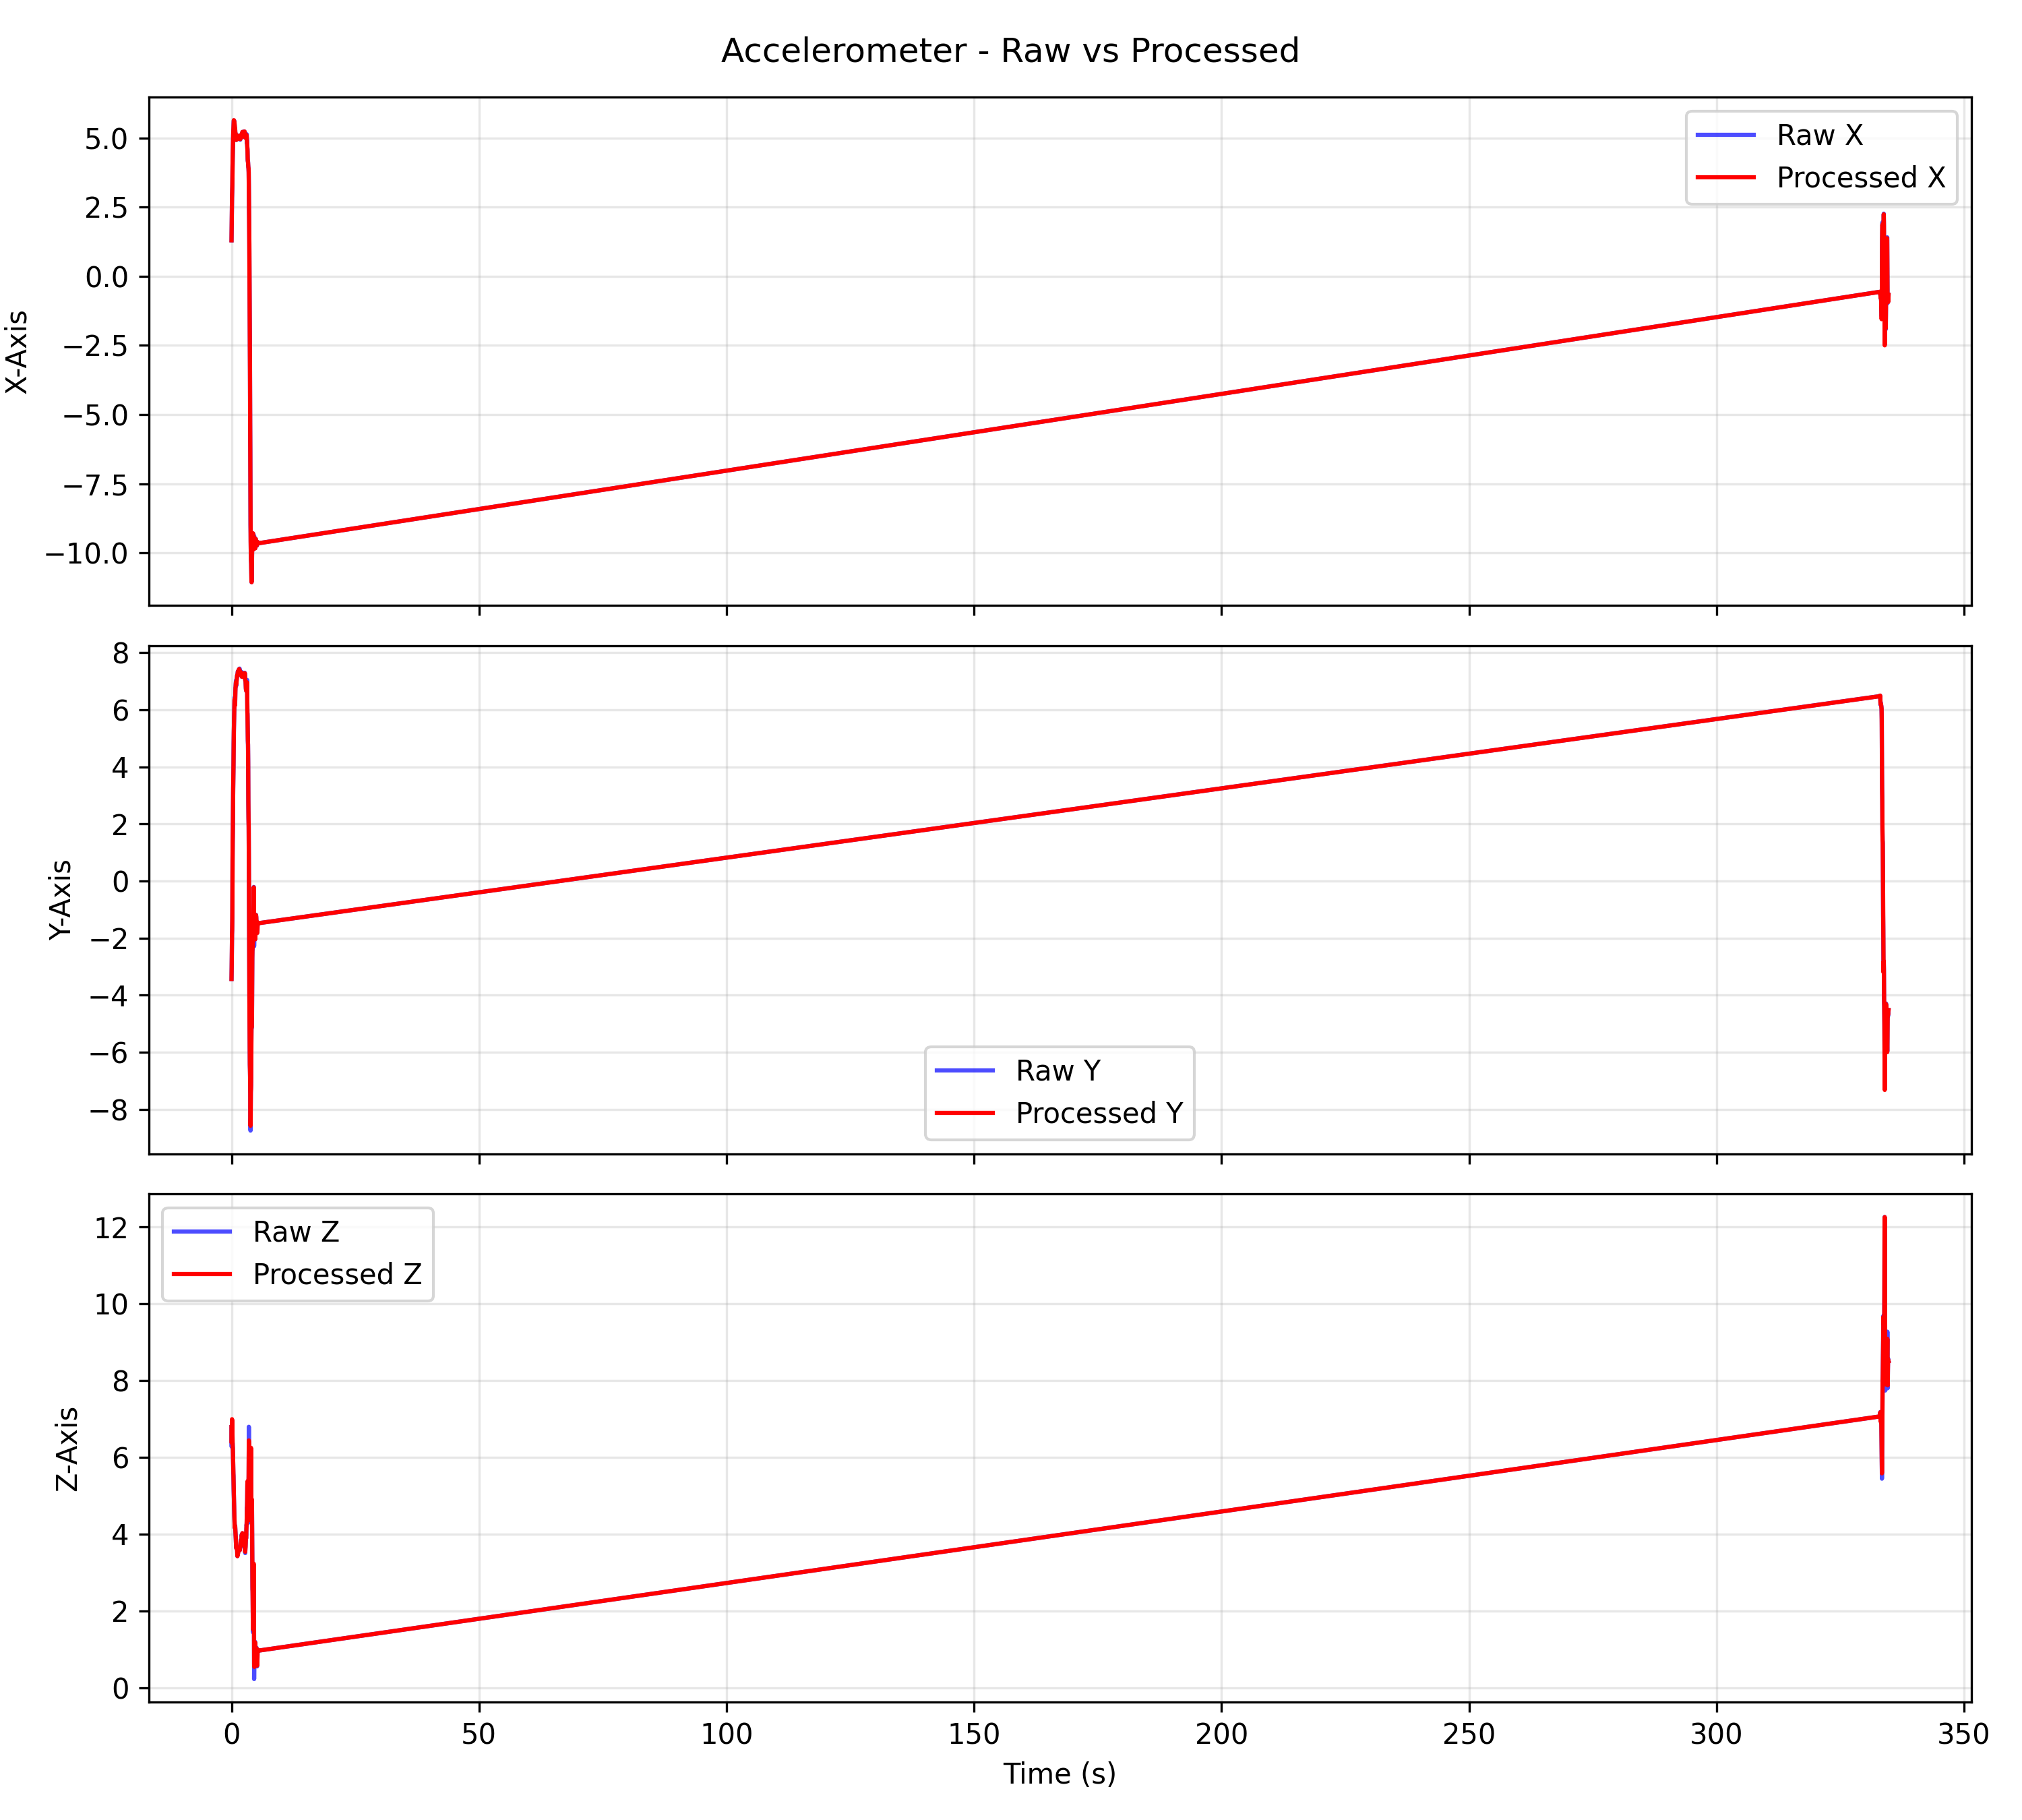 Accelerometer - Raw vs Processed
5.0
2.5
0.0
−2.5
−5.0
−7.5
−10.0
X-Axis
Raw X
Processed X
8
6
4
2
0
−2
−4
−6
−8
Y-Axis
Raw Y
Processed Y
12
10
8
6
4
2
0
Z-Axis
Raw Z
Processed Z
0 50 100 150 200 250 300 350
Time (s)